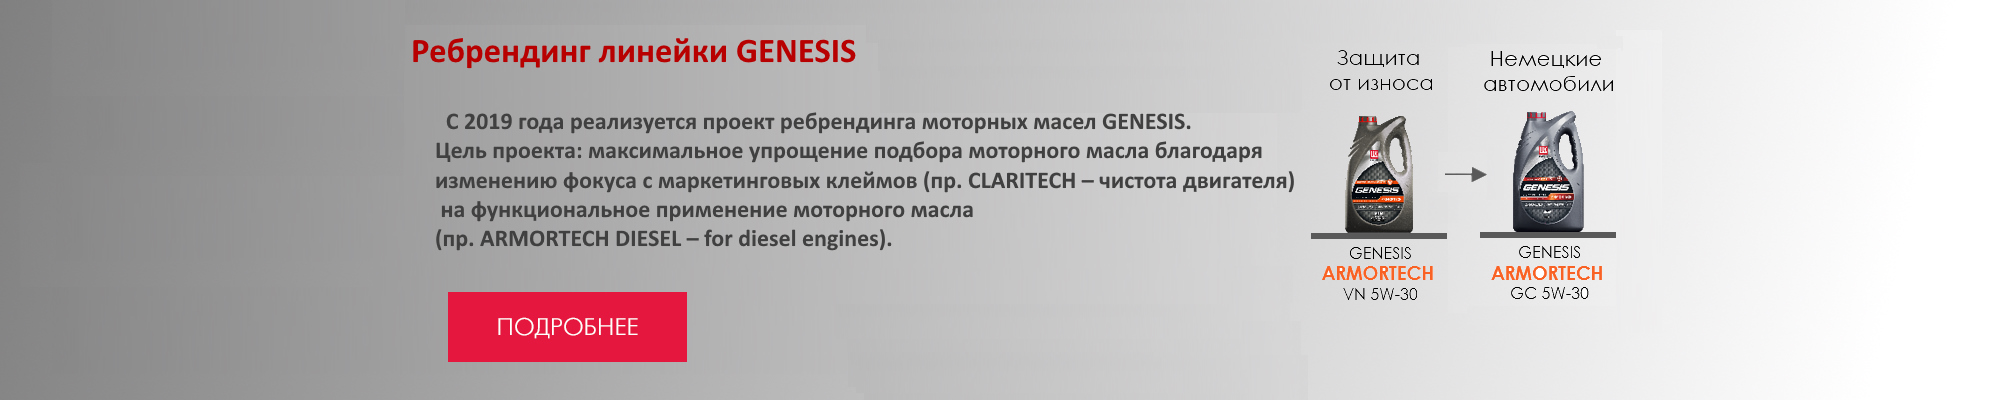 Ребрендинг линейки GENESIS
С 2019 года реализуется проект ребрендинга моторных масел GENESIS.
Цель проекта: максимальное упрощение подбора моторного масла благодаря
изменению фокуса с маркетинговых клеймов (пр. CLARITECH – чистота двигателя)
на функциональное применение моторного масла
(пр. ARMORTECH DIESEL – for diesel engines).
ПОДРОБНЕЕ
Защита
от износа
GENESIS
GENESIS
ARMORTECH
VN 5W-30
Немецкие
автомобили
GENESIS
GENESIS
ARMORTECH
GC 5W-30